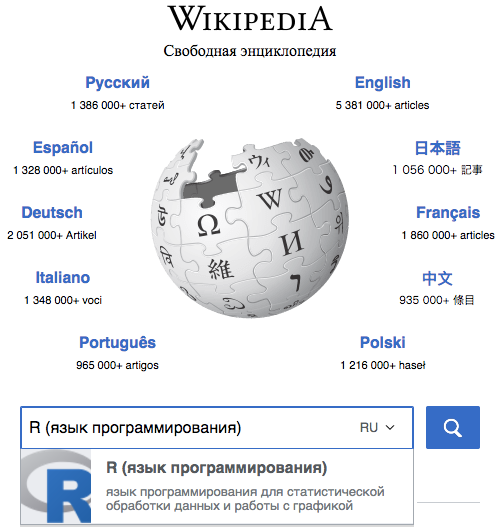 WIKIPEDIA
Свободная энциклопедия
Русский
1 386 000+ статей
English
5 381 000+ articles
Español
1 328 000+ artículos
日本語
1 056 000+ 記事
Deutsch
2 051 000+ Artikel
Français
1 860 000+ articles
Italiano
1 348 000+ voci
中文
935 000+ 條目
Português
965 000+ artigos
Polski
1 216 000+ haseł
Ω
W
И
維
ウィ
R (язык программирования)
RU
R
R (язык программирования)
язык программирования для статистической
обработки данных и работы с графикой